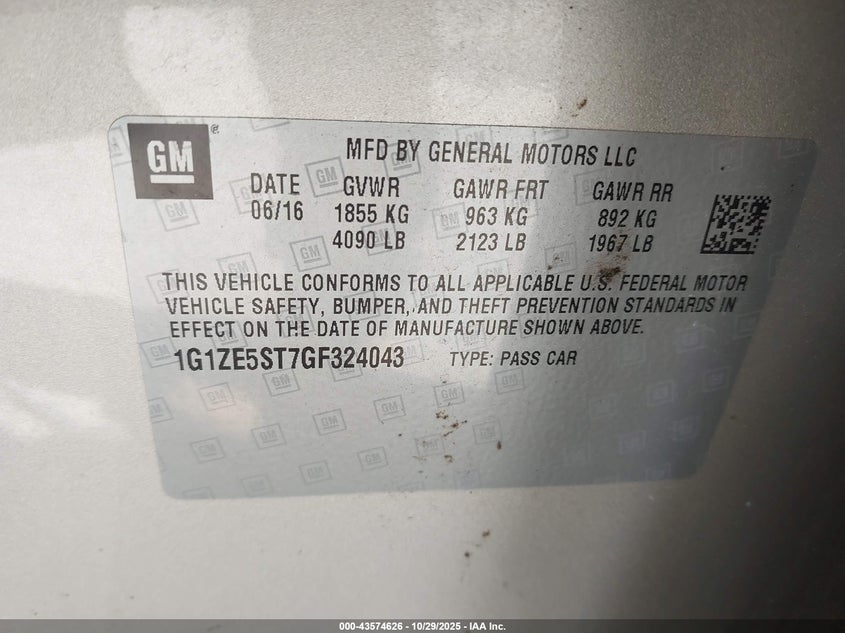 GM
MFD BY GENERAL MOTORS LLC
DATE GVWR GAWR FRT GAWR RR
06/16 1855 KG 963 KG 892 KG
4090 LB 2123 LB 1967 LB
THIS VEHICLE CONFORMS TO ALL APPLICABLE U.S. FEDERAL MOTOR
VEHICLE SAFETY, BUMPER, AND THEFT PREVENTION STANDARDS IN
EFFECT ON THE DATE OF MANUFACTURE SHOWN ABOVE.
1G1ZE5ST7GF324043 TYPE: PASS CAR
000-43574626 - 10/29/2025 - IAA Inc.